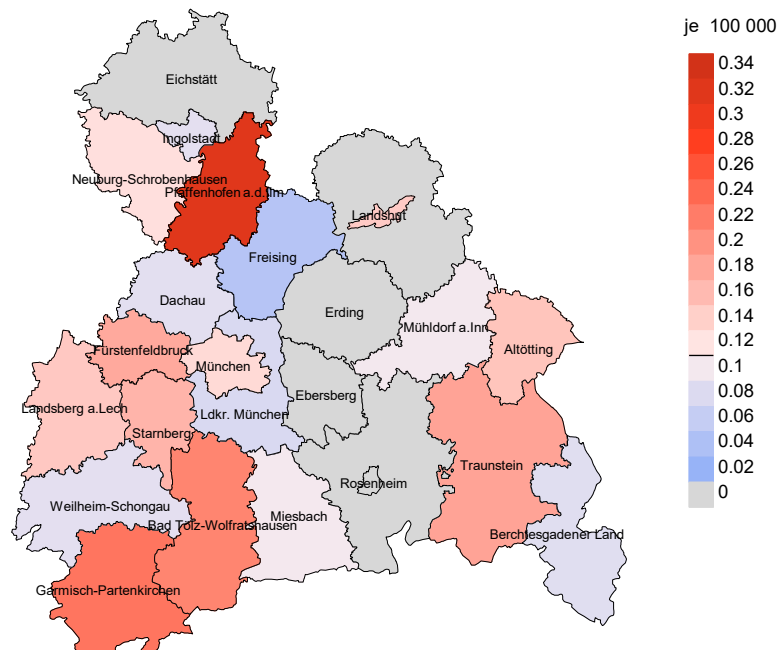 je 100 000
0.34
0.32
0.3
0.28
0.26
0.24
0.22
0.2
0.18
0.16
0.14
0.12
0.1
0.08
0.06
0.04
0.02
0
Eichstätt
Ingolstadt
Neuburg-Schrobenhausen
Pfaffenhofen a.d.Ilm
Landshut
Freising
Dachau
Erding
Mühldorf a.Inn
Altötting
Fürstenfeldbruck
München
Ebersberg
Landsberg a.Lech
Ldkr. München
Starnberg
Traunstein
Rosenheim
Weilheim-Schongau
Miesbach
Bad Tölz-Wolfratshausen
Berchtesgadener Land
Garmisch-Partenkirchen